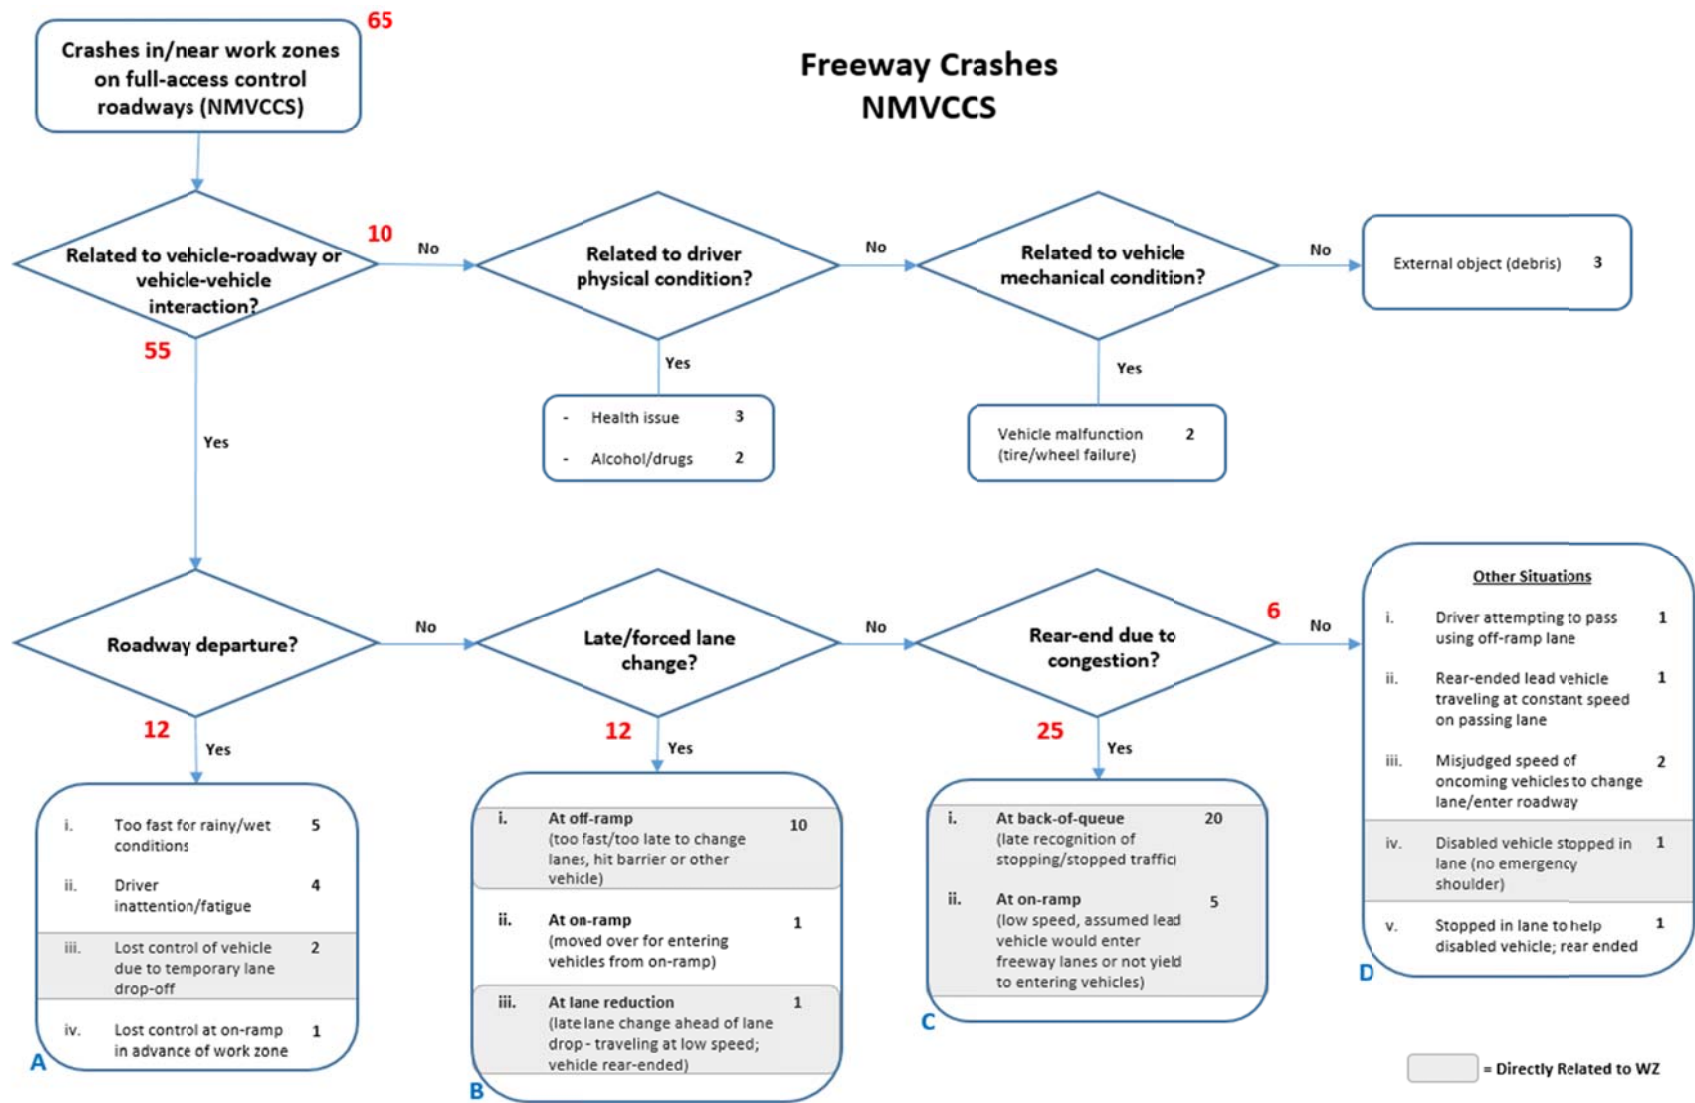 65
Crashes in/near work zones
on full-access control
roadways (NMVCCS)
Freeway Crashes
NMVCCS
Related to vehicle-roadway or
vehicle-vehicle
interaction?
10
No
Related to driver
physical condition?
No
Related to vehicle
mechanical condition?
No
External object (debris) 3
55
Yes
Yes
Yes
- Health issue 3
- Alcohol/drugs 2
Vehicle malfunction 2
(tire/wheel failure)
Roadway departure?
No
Late/forced lane
change?
No
Rear-end due to
congestion?
6
No
12
Yes
12
Yes
25
Yes
i. Too fast for rainy/wet 5
conditions
ii. Driver 4
inattention/fatigue
iii. Lost control of vehicle 2
due to temporary lane
drop-off
iv. Lost control at on-ramp 1
in advance of work zone
A
i. At off-ramp 10
(too fast/too late to change
lanes, hit barrier or other
vehicle)
ii. At on-ramp 1
(moved over for entering
vehicles from on-ramp)
iii. At lane reduction 1
(late lane change ahead of lane
drop - traveling at low speed;
vehicle rear-ended)
B
i. At back-of-queue 20
(late recognition of
stopping/stopped traffic)
ii. At on-ramp 5
(low speed, assumed lead
vehicle would enter
freeway lanes or not yield
to entering vehicles)
C
Other Situations
i. Driver attempting to pass 1
using off-ramp lane
ii. Rear-ended lead vehicle 1
traveling at constant speed
on passing lane
iii. Misjudged speed of 2
oncoming vehicles to change
lane/enter roadway
iv. Disabled vehicle stopped in 1
lane (no emergency
shoulder)
v. Stopped in lane to help 1
disabled vehicle; rear ended
D
= Directly Related to WZ